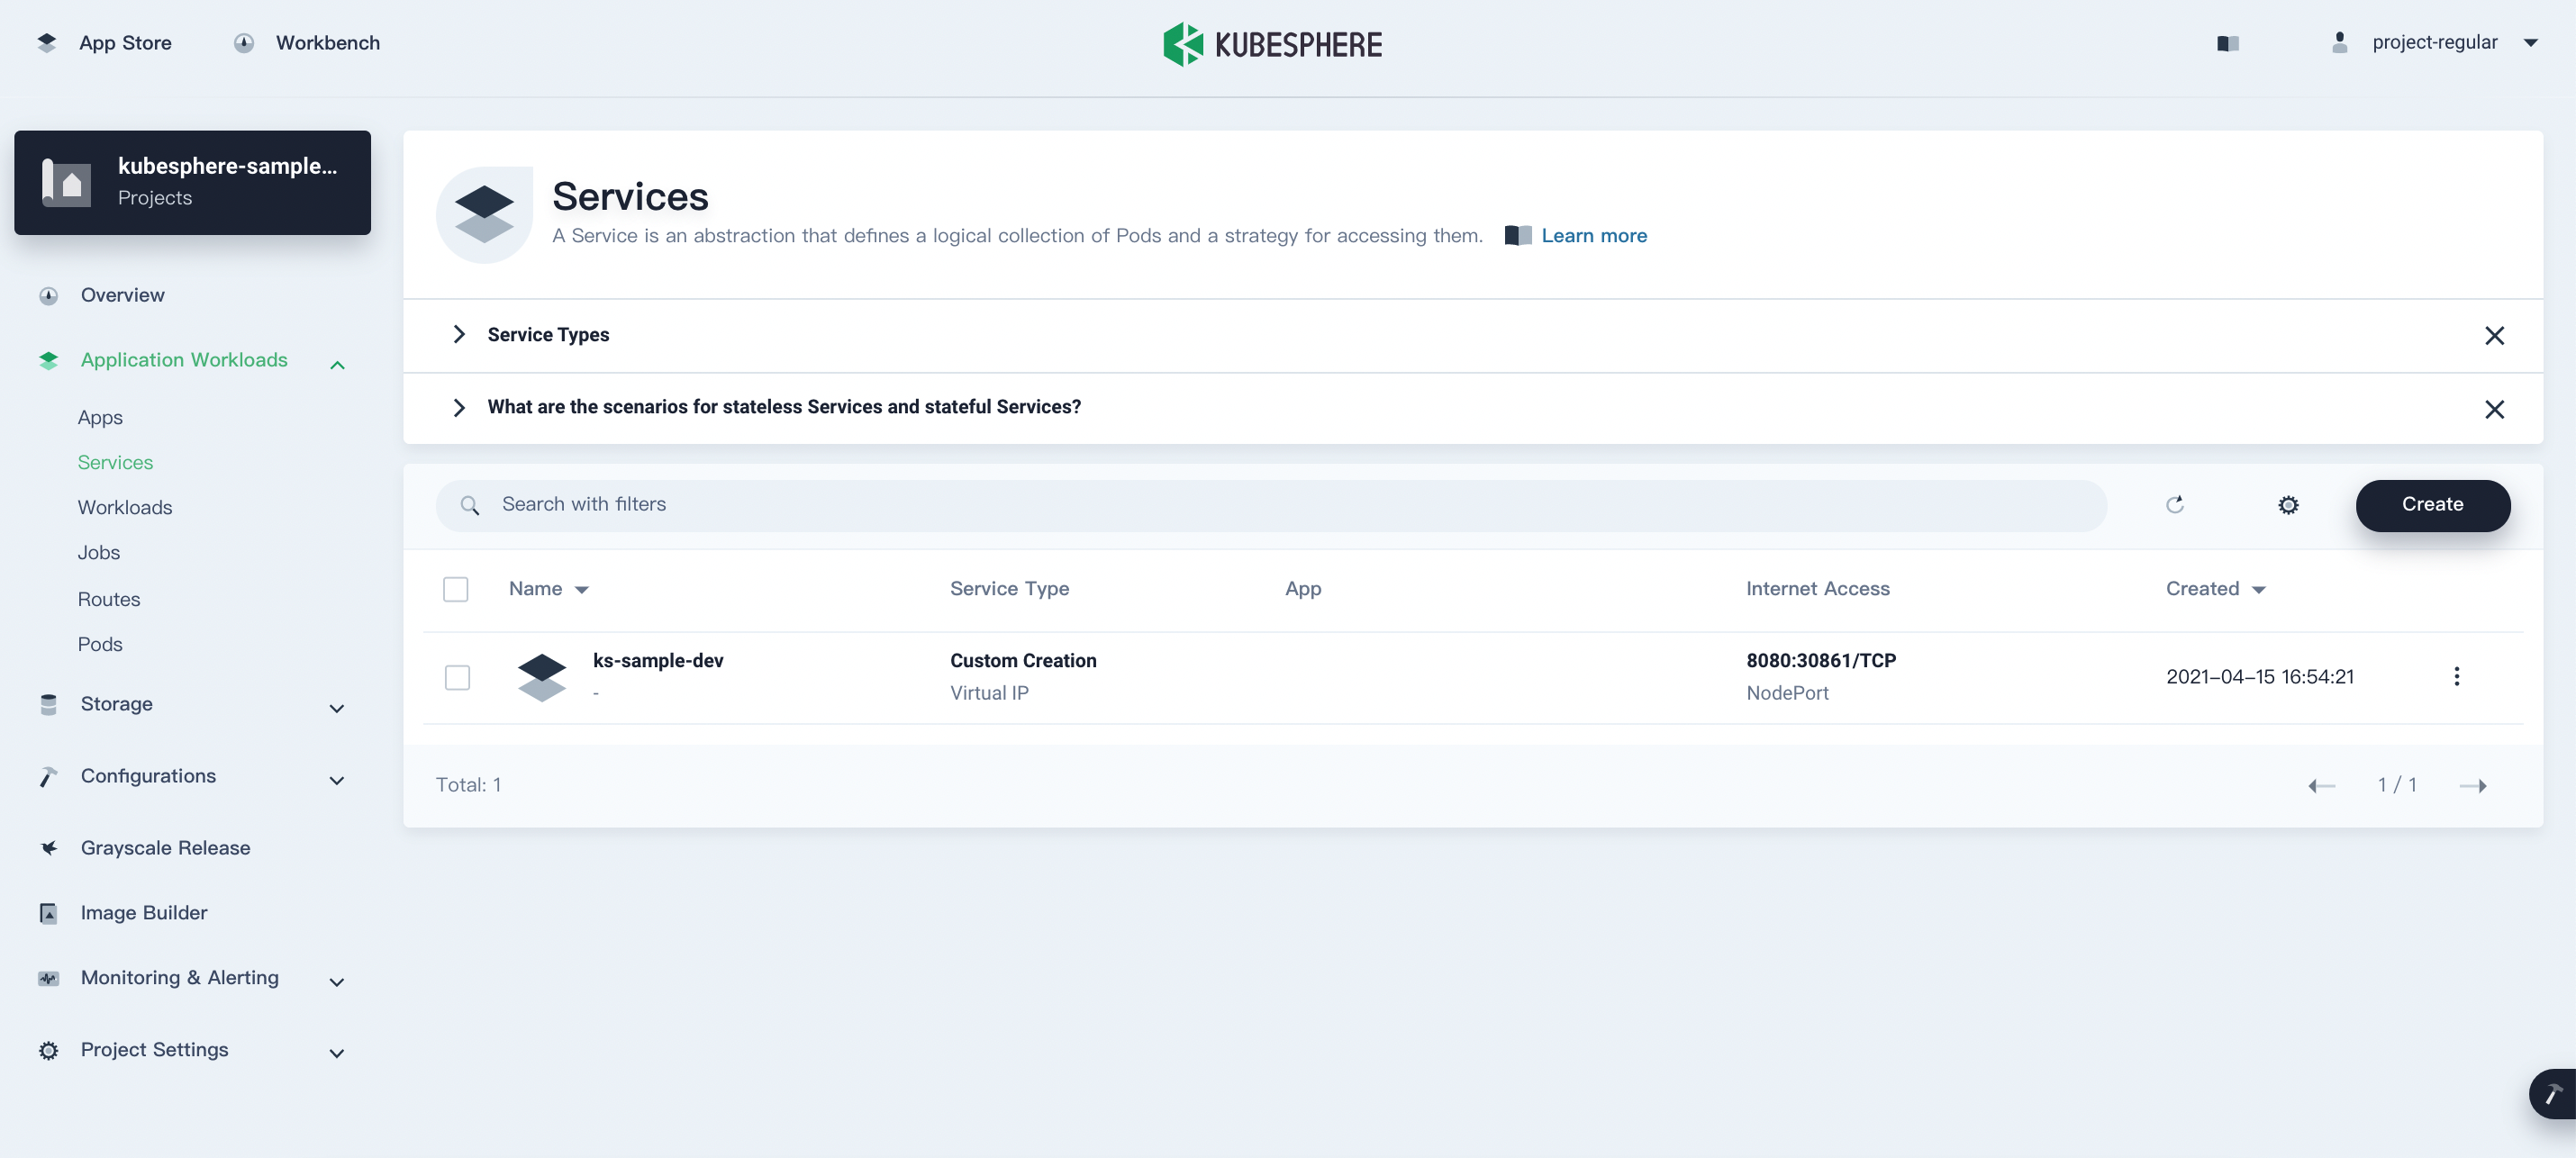 App Store
Workbench
KUBESPHERE
project-regular
kubesphere-sample...
Projects
Overview
Application Workloads
Apps
Services
Workloads
Jobs
Routes
Pods
Storage
Configurations
Grayscale Release
Image Builder
Monitoring & Alerting
Project Settings
Services
A Service is an abstraction that defines a logical collection of Pods and a strategy for accessing them. Learn more
Service Types
What are the scenarios for stateless Services and stateful Services?
Search with filters
Create
Name Service Type App Internet Access Created
ks-sample-dev Custom Creation 8080:30861/TCP 2021-04-15 16:54:21
- Virtual IP NodePort
Total: 1
1 / 1